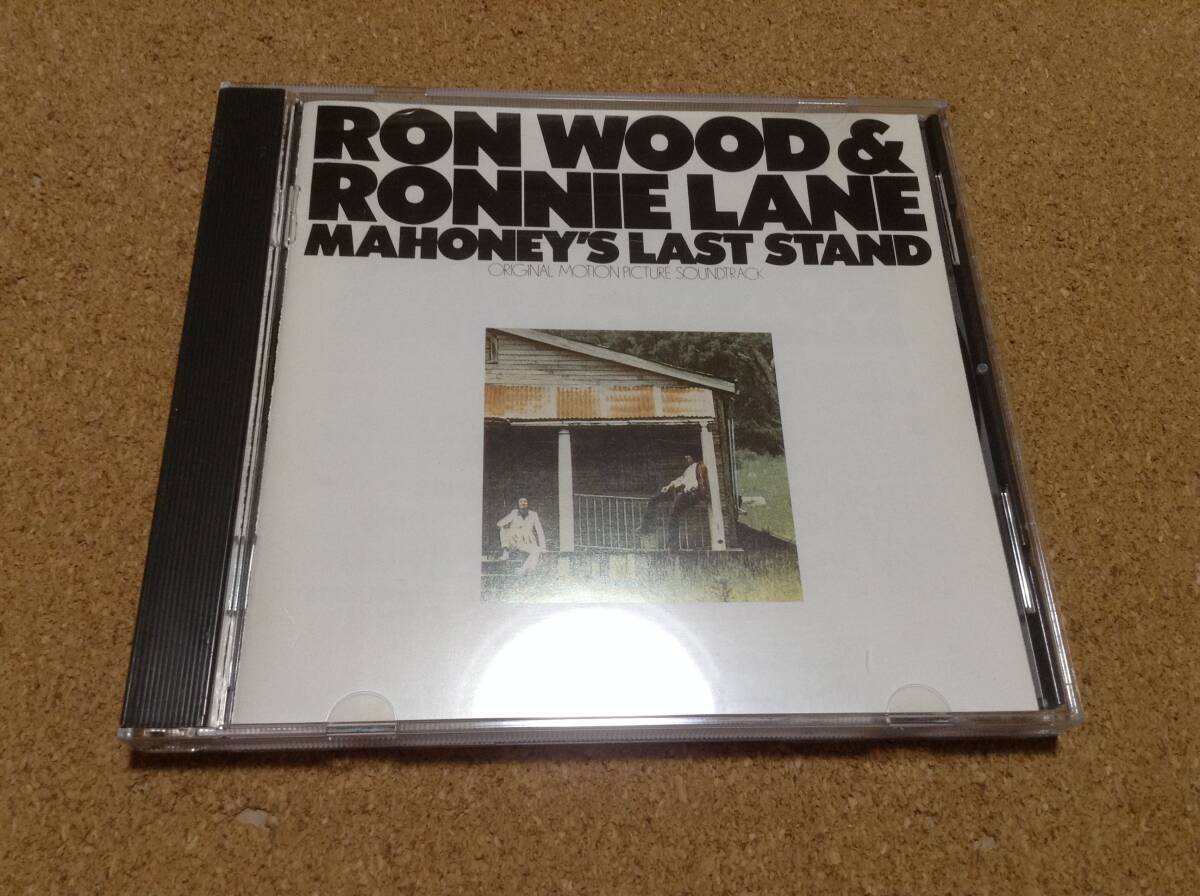 RON WOOD &
RONNIE LANE
MAHONEY'S LAST STAND
ORIGINAL MOTION PICTURE SOUNDTRACK